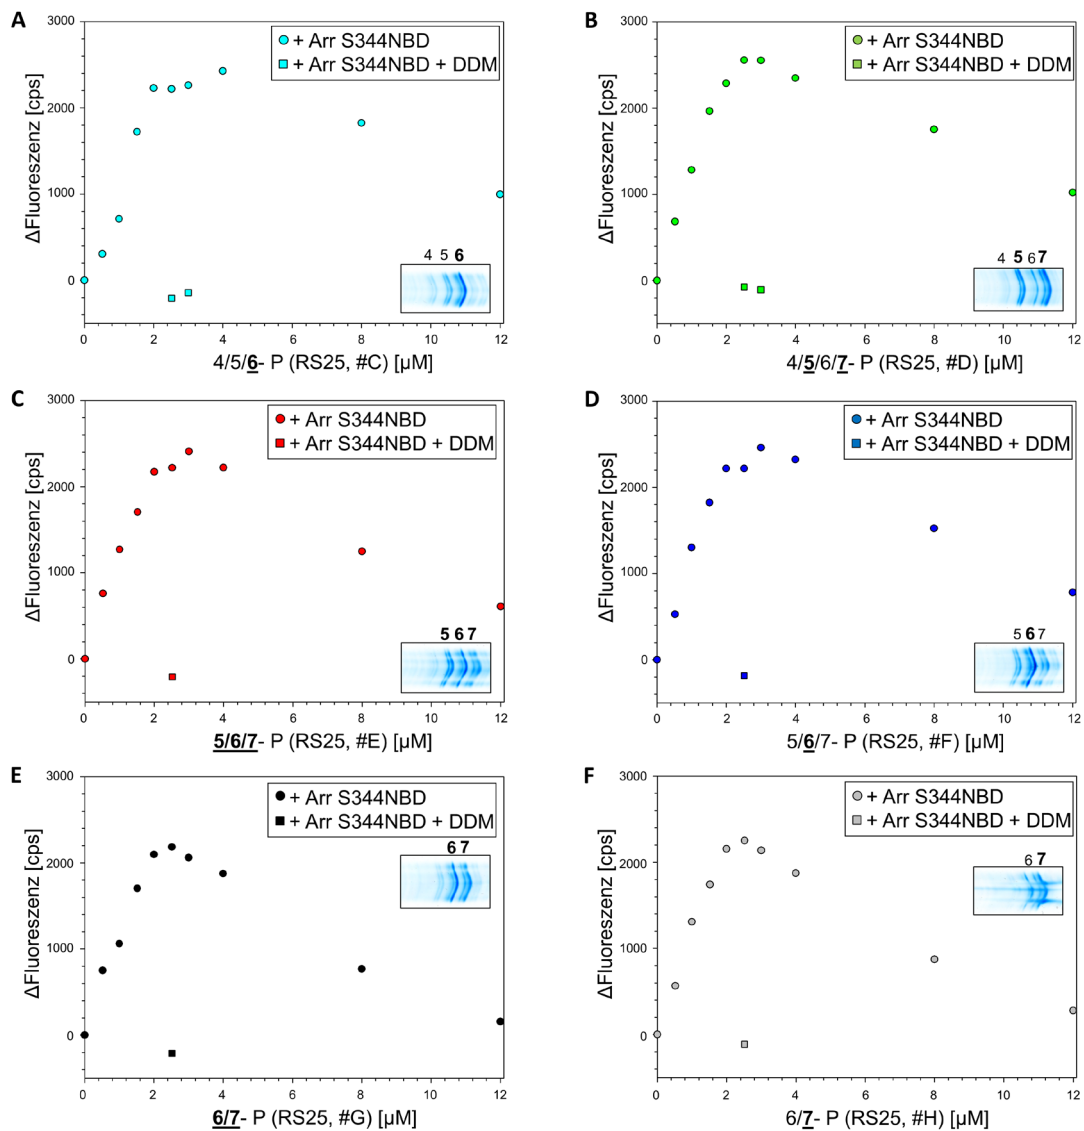 A
3000
2000
1000
0
0 2 4 6 8 10 12
ΔFluoreszenz [cps]
+ Arr S344NBD
+ Arr S344NBD + DDM
4 5 6
4/5/6- P (RS25, #C) [µM]
B
3000
2000
1000
0
0 2 4 6 8 10 12
ΔFluoreszenz [cps]
+ Arr S344NBD
+ Arr S344NBD + DDM
4 5 6 7
4/5/6/7- P (RS25, #D) [µM]
C
3000
2000
1000
0
0 2 4 6 8 10 12
ΔFluoreszenz [cps]
+ Arr S344NBD
+ Arr S344NBD + DDM
5 6 7
5/6/7- P (RS25, #E) [µM]
D
3000
2000
1000
0
0 2 4 6 8 10 12
ΔFluoreszenz [cps]
+ Arr S344NBD
+ Arr S344NBD + DDM
5 6 7
5/6/7- P (RS25, #F) [µM]
E
3000
2000
1000
0
0 2 4 6 8 10 12
ΔFluoreszenz [cps]
+ Arr S344NBD
+ Arr S344NBD + DDM
6 7
6/7- P (RS25, #G) [µM]
F
3000
2000
1000
0
0 2 4 6 8 10 12
ΔFluoreszenz [cps]
+ Arr S344NBD
+ Arr S344NBD + DDM
6 7
6/7- P (RS25, #H) [µM]